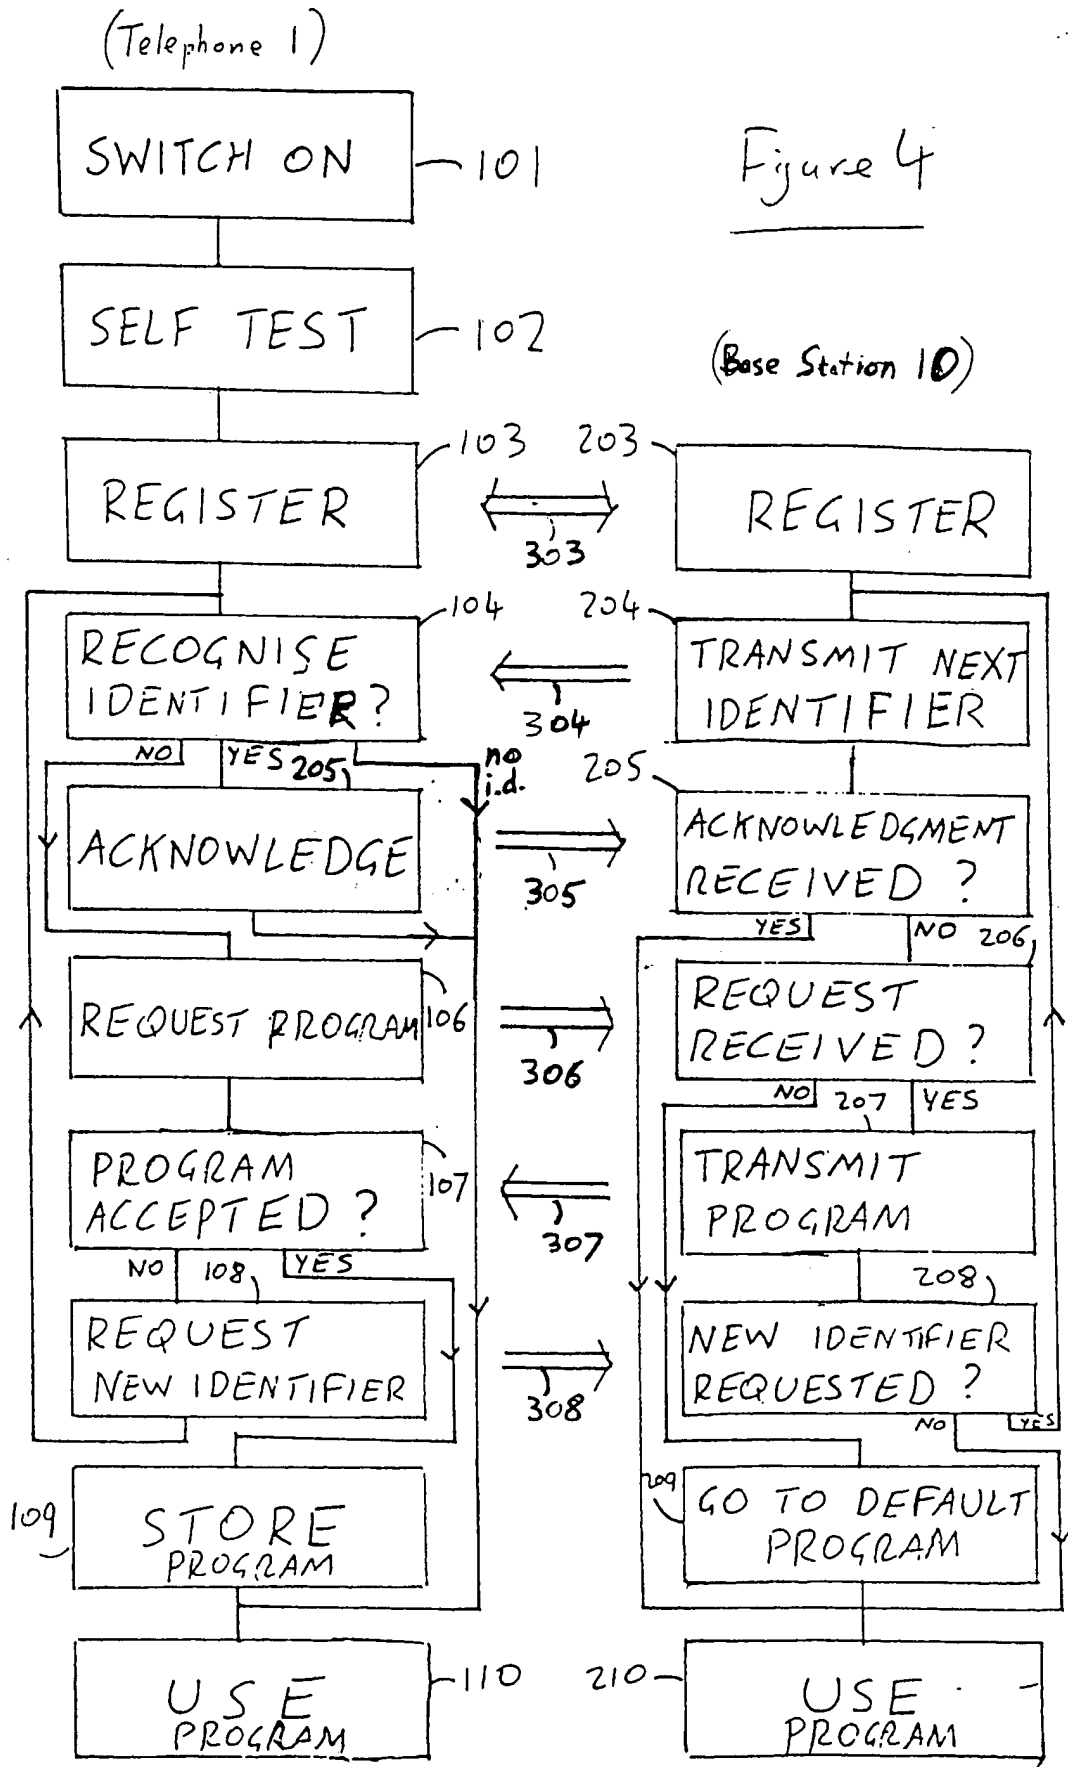 (Telephone 1)
SWITCH ON
101
Figure 4
SELF TEST
102
(Base Station 10)
103
203
REGISTER
303
REGISTER
104
204
RECOGNISE
IDENTIFIER?
304
TRANSMIT NEXT
IDENTIFIER
NO
YES
205
no
i.d.
205
ACKNOWLEDGE
305
ACKNOWLEDGMENT
RECEIVED ?
YES
NO
206
REQUEST PROGRAM
106
306
REQUEST
RECEIVED ?
NO
207
YES
PROGRAM
ACCEPTED ?
107
307
TRANSMIT
PROGRAM
NO
108
YES
208
REQUEST
NEW IDENTIFIER
308
NEW IDENTIFIER
REQUESTED ?
NO
YES
109
STORE
PROGRAM
209
GO TO DEFAULT
PROGRAM
USE
PROGRAM
110
210
USE
PROGRAM